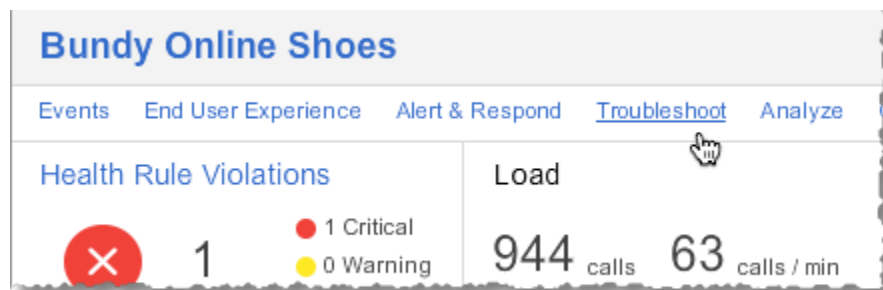 Bundy Online Shoes
Events End User Experience Alert & Respond Troubleshoot Analyze
Health Rule Violations Load
1 1 Critical 944 calls 63 calls / min
0 Warning